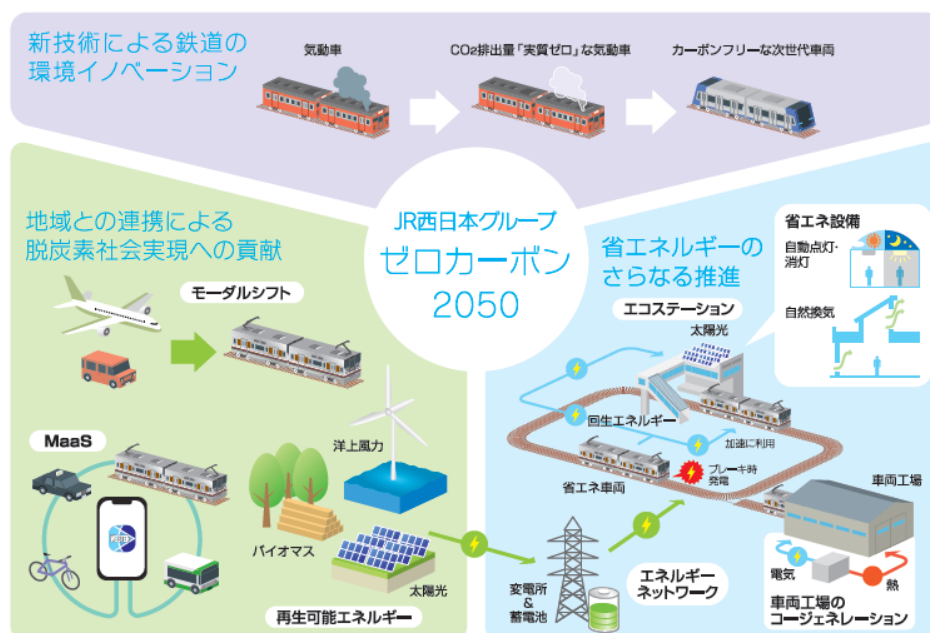 新技術による鉄道の
環境イノベーション
気動車
CO2排出量「実質ゼロ」な気動車
カーボンフリーな次世代車両
JR西日本グループ
ゼロカーボン
2050
地域との連携による
脱炭素社会実現への貢献
モーダルシフト
MaaS
WESTER
洋上風力
バイオマス
太陽光
再生可能エネルギー
省エネルギーの
さらなる推進
エコステーション
太陽光
省エネ設備
自動点灯・
消灯
自然換気
回生エネルギー
加速に利用
ブレーキ時
発電
省エネ車両
車両工場
変電所
&
蓄電池
エネルギー
ネットワーク
電気
熱
車両工場の
コージェネレーション